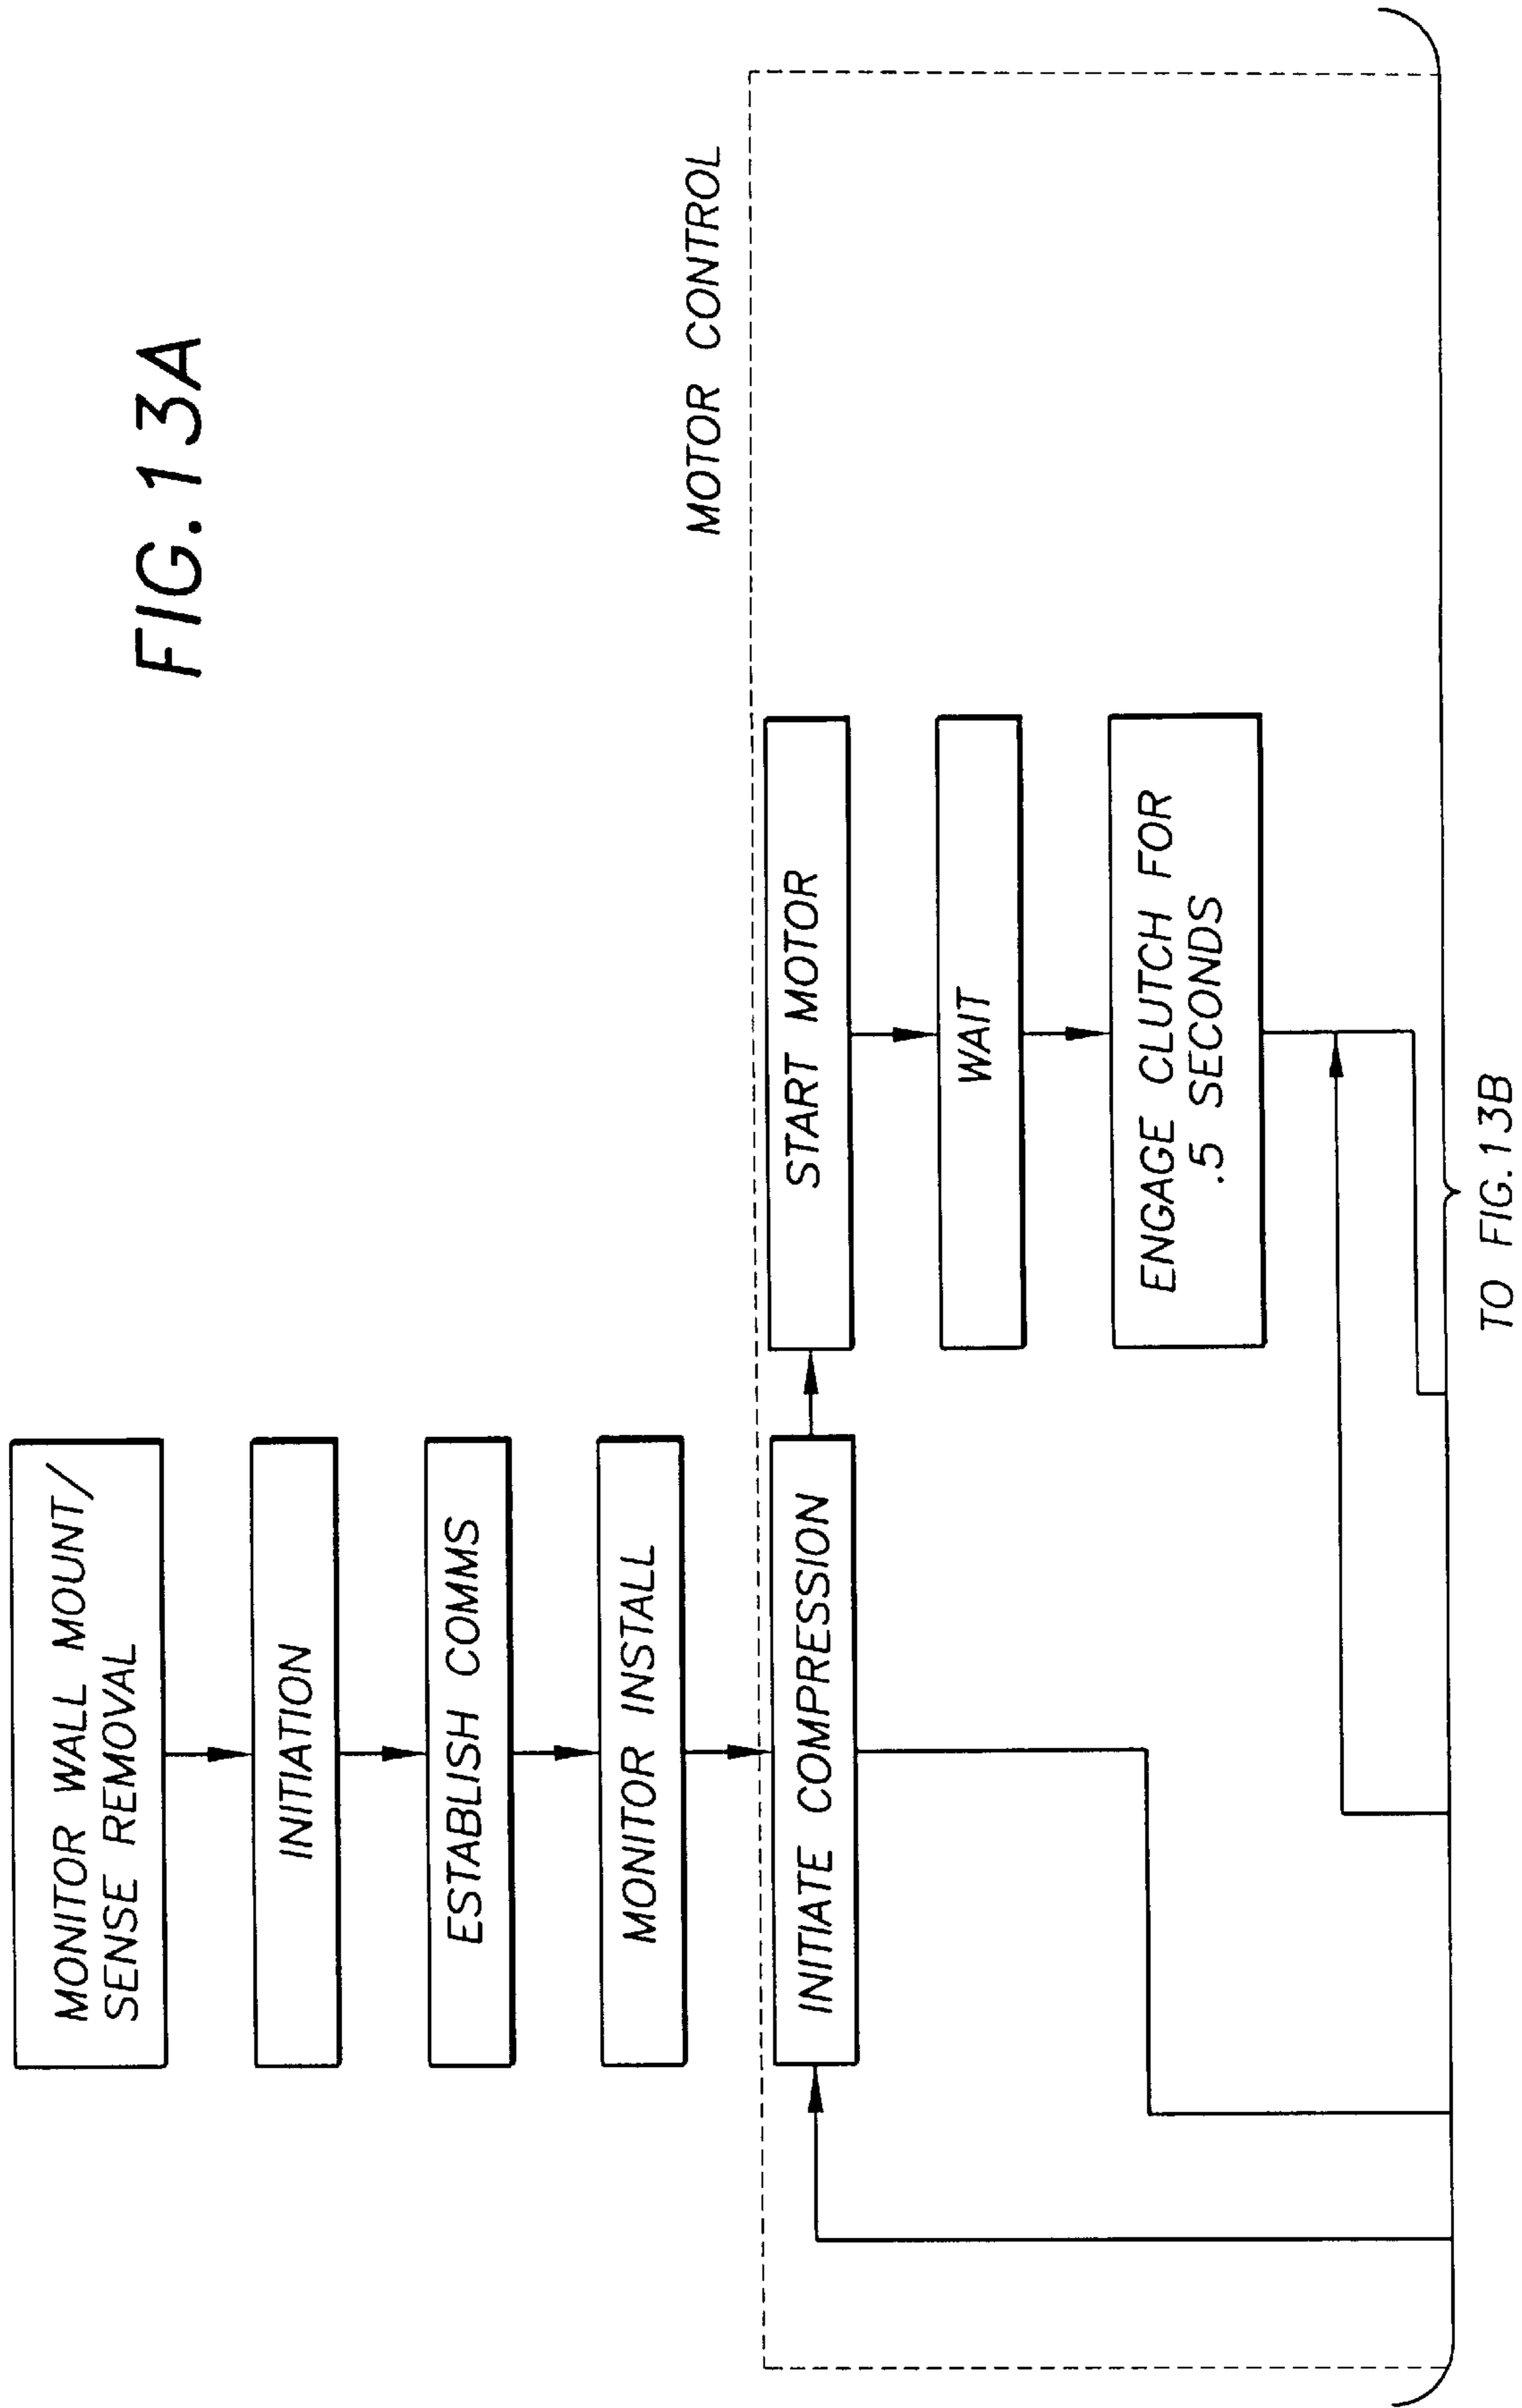 FIG.13A
MONITOR WALL MOUNT/
SENSE REMOVAL
INITIATION
ESTABLISH COMMS
MONITOR INSTALL
MOTOR CONTROL
INITIATE COMPRESSION
START MOTOR
WAIT
ENGAGE CLUTCH FOR
.5 SECONDS
TO FIG.13B